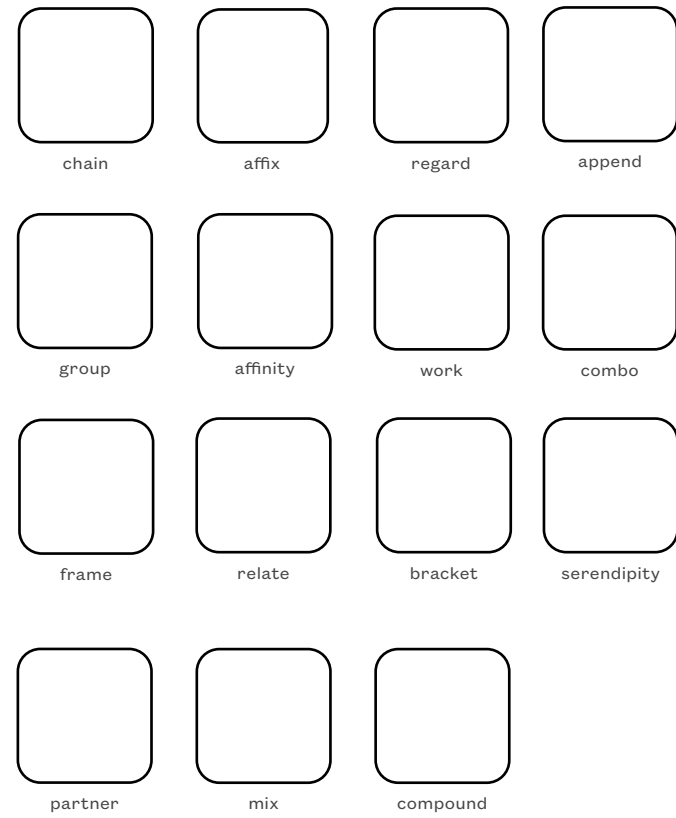 chain affix regard append
group affinity work combo
frame relate bracket serendipity
partner mix compound